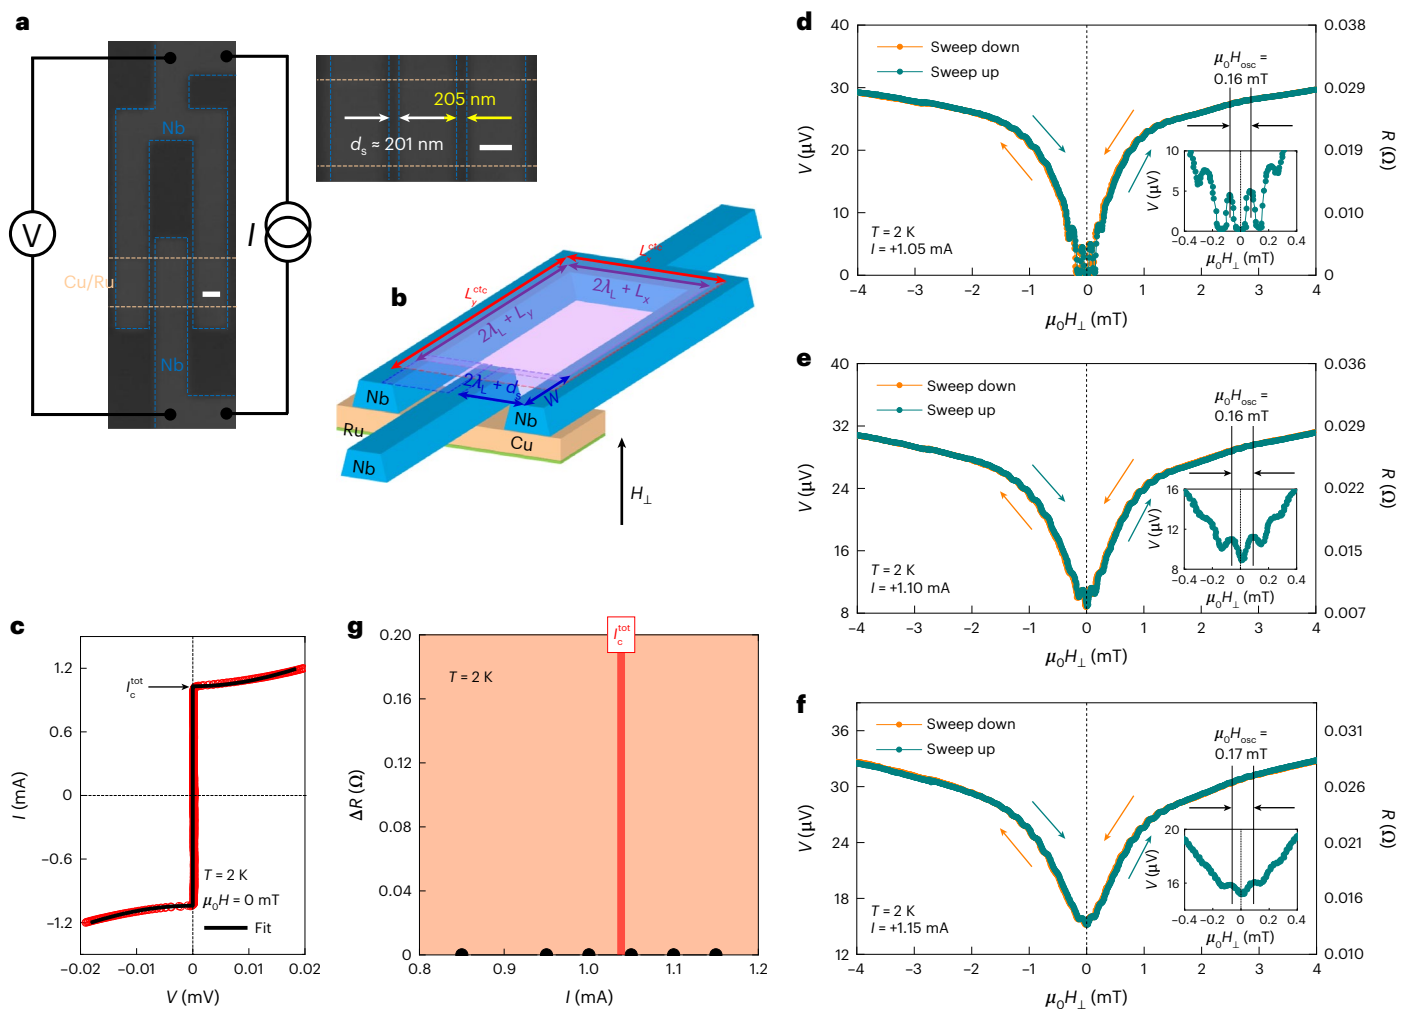 a
Nb
Cu/Ru
Nb
V
I
205 nm
dₛ ≈ 201 nm
b
L_y^ctc
L_x^ctc
2λ_L + L_y
2λ_L + L_x
2λ_L + dₛ
W
Nb
Nb
Ru
Cu
Nb
H⊥
c
I (mA)
1.2
0.6
0
−0.6
−1.2
I_c^tot
T = 2 K
μ₀H = 0 mT
Fit
−0.02 −0.01 0 0.01 0.02
V (mV)
g
ΔR (Ω)
0.20
0.16
0.12
0.08
0.04
0
I_c^tot
T = 2 K
0.8 0.9 1.0 1.1 1.2
I (mA)
d
V (μV)
40
30
20
10
0
Sweep down
Sweep up
μ₀H_osc =
0.16 mT
T = 2 K
I = +1.05 mA
V (μV)
10
5
0
−0.4 −0.2 0 0.2 0.4
μ₀H⊥ (mT)
0.038
0.029
0.019
0.010
0
R (Ω)
−4 −3 −2 −1 0 1 2 3 4
μ₀H⊥ (mT)
e
V (μV)
40
32
24
16
8
Sweep down
Sweep up
μ₀H_osc =
0.16 mT
T = 2 K
I = +1.10 mA
V (μV)
16
12
8
−0.4 −0.2 0 0.2 0.4
μ₀H⊥ (mT)
0.036
0.029
0.022
0.015
0.007
R (Ω)
−4 −3 −2 −1 0 1 2 3 4
μ₀H⊥ (mT)
f
V (μV)
36
30
24
18
12
Sweep down
Sweep up
μ₀H_osc =
0.17 mT
T = 2 K
I = +1.15 mA
V (μV)
20
16
−0.4 −0.2 0 0.2 0.4
μ₀H⊥ (mT)
0.031
0.026
0.021
0.016
0.010
R (Ω)
−4 −3 −2 −1 0 1 2 3 4
μ₀H⊥ (mT)